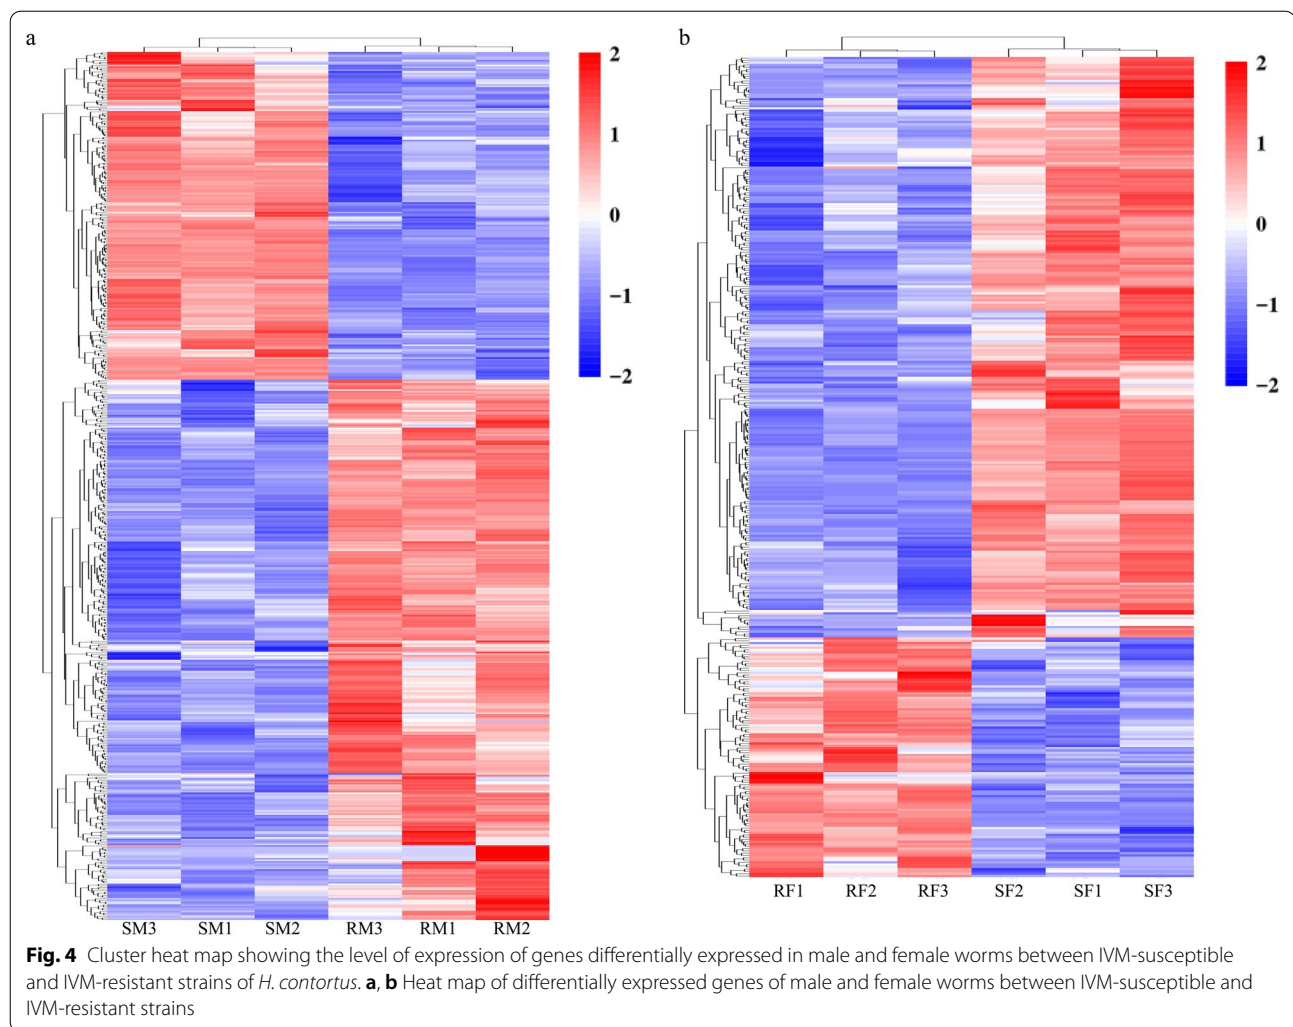 a
2
1
0
−1
−2
SM3 SM1 SM2 RM3 RM1 RM2
b
2
1
0
−1
−2
RF1 RF2 RF3 SF2 SF1 SF3
Fig. 4 Cluster heat map showing the level of expression of genes differentially expressed in male and female worms between IVM-susceptible
and IVM-resistant strains of H. contortus. a, b Heat map of differentially expressed genes of male and female worms between IVM-susceptible and
IVM-resistant strains